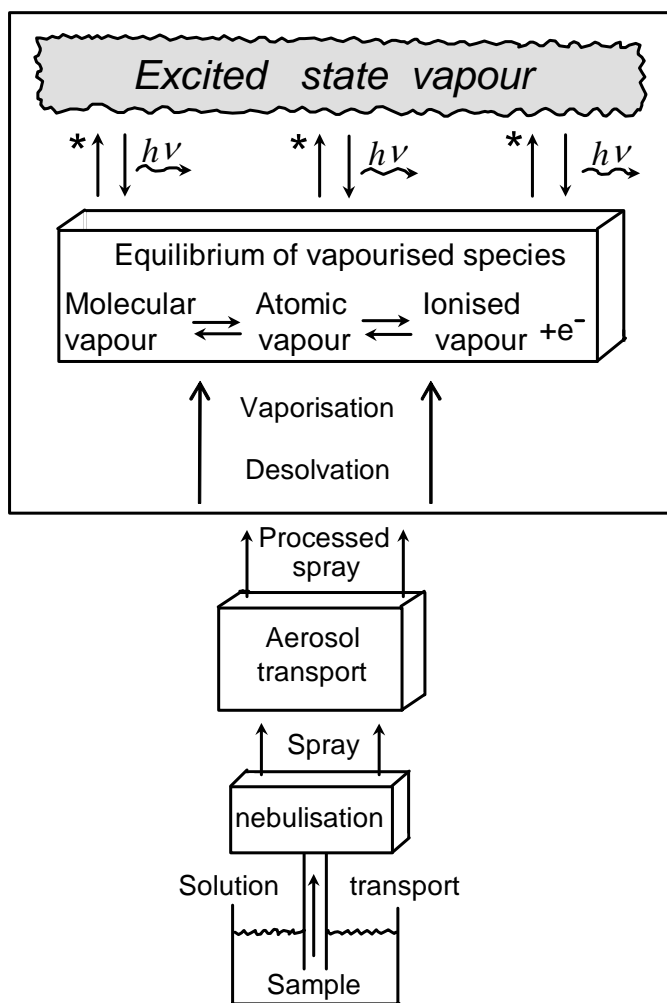 Excited state vapour
* hν * hν * hν
Equilibrium of vapourised species
Molecular Atomic Ionised
vapour vapour vapour +e⁻
Vaporisation
Desolvation
Processed
spray
Aerosol
transport
Spray
nebulisation
Solution transport
Sample